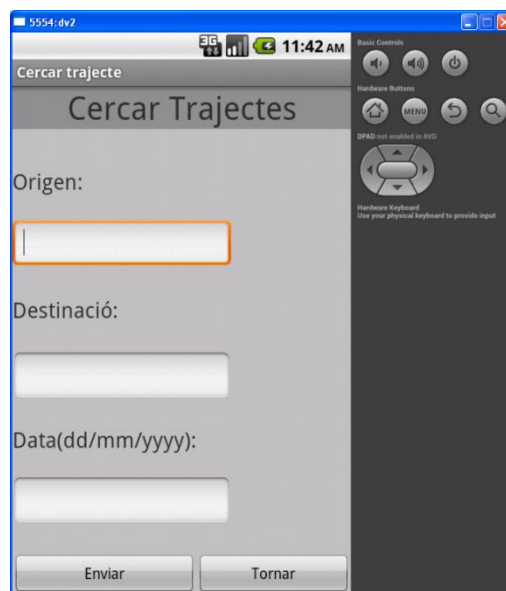 5554:dv2
3G 11:42 AM
Cercar trajecte
Cercar Trajectes
Origen:
Destinació:
Data(dd/mm/yyyy):
Enviar Tornar
Basic Controls
Hardware Buttons
MENU
DPAD not enabled in AVD
Hardware Keyboard
Use your physical keyboard to provide input